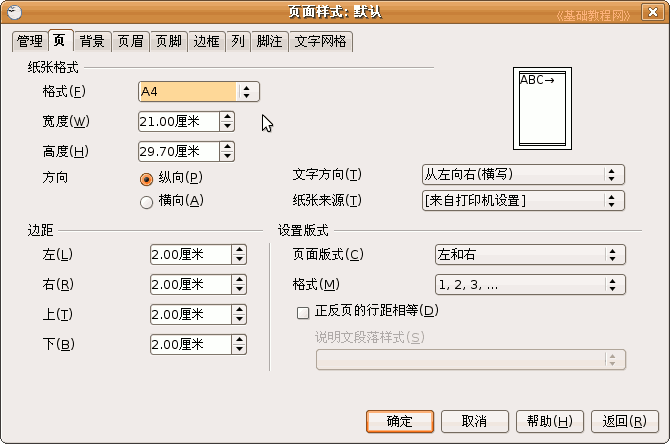 页面样式: 默认
《基础教程网》
管理 页 背景 页眉 页脚 边框 列 脚注 文字网格
纸张格式
格式(F) A4
宽度(W) 21.00厘米
高度(H) 29.70厘米
方向 纵向(P)
横向(A)
ABC→
文字方向(T) 从左向右(横写)
纸张来源(T) [来自打印机设置]
边距
左(L) 2.00厘米
右(R) 2.00厘米
上(T) 2.00厘米
下(B) 2.00厘米
设置版式
页面版式(C) 左和右
格式(M) 1, 2, 3, ...
正反页的行距相等(D)
说明文段落样式(S)
确定 取消 帮助(H) 返回(R)